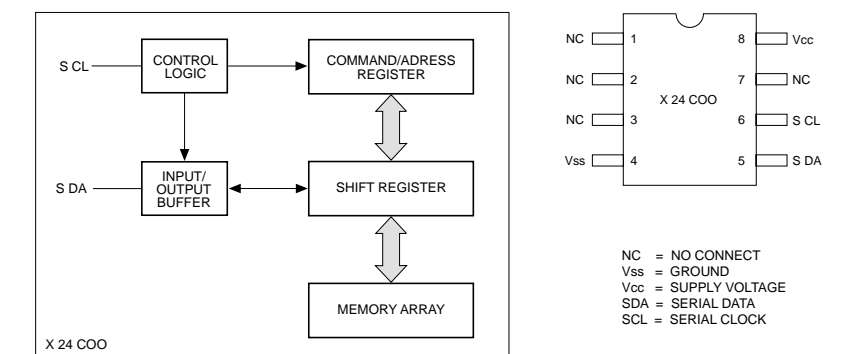 S CL
CONTROL
LOGIC
COMMAND/ADRESS
REGISTER
S DA
INPUT/
OUTPUT
BUFFER
SHIFT REGISTER
MEMORY ARRAY
X 24 COO
NC 1 8 Vcc
NC 2 7 NC
X 24 COO
NC 3 6 S CL
Vss 4 5 S DA
NC = NO CONNECT
Vss = GROUND
Vcc = SUPPLY VOLTAGE
SDA = SERIAL DATA
SCL = SERIAL CLOCK